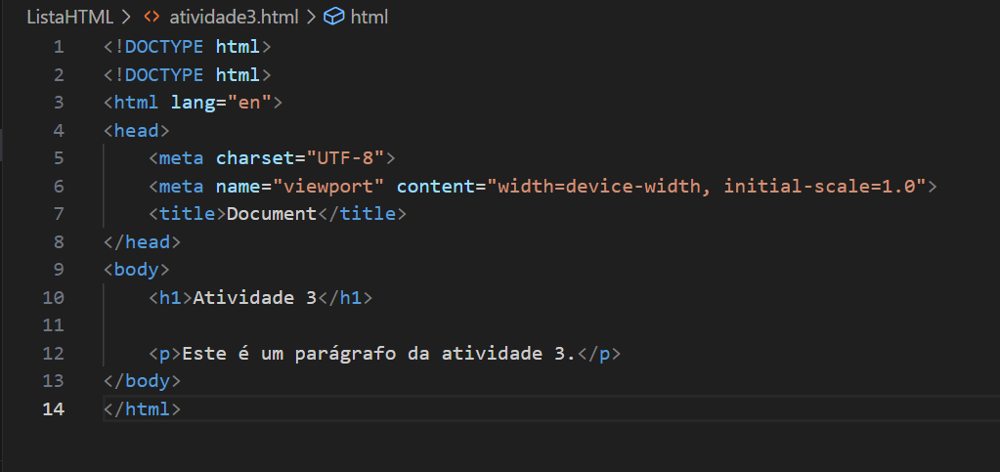 ListaHTML > <> atividade3.html > html
1 <!DOCTYPE html>
2 <!DOCTYPE html>
3 <html lang="en">
4 <head>
5     <meta charset="UTF-8">
6     <meta name="viewport" content="width=device-width, initial-scale=1.0">
7     <title>Document</title>
8 </head>
9 <body>
10     <h1>Atividade 3</h1>
11
12     <p>Este é um parágrafo da atividade 3.</p>
13 </body>
14 </html>